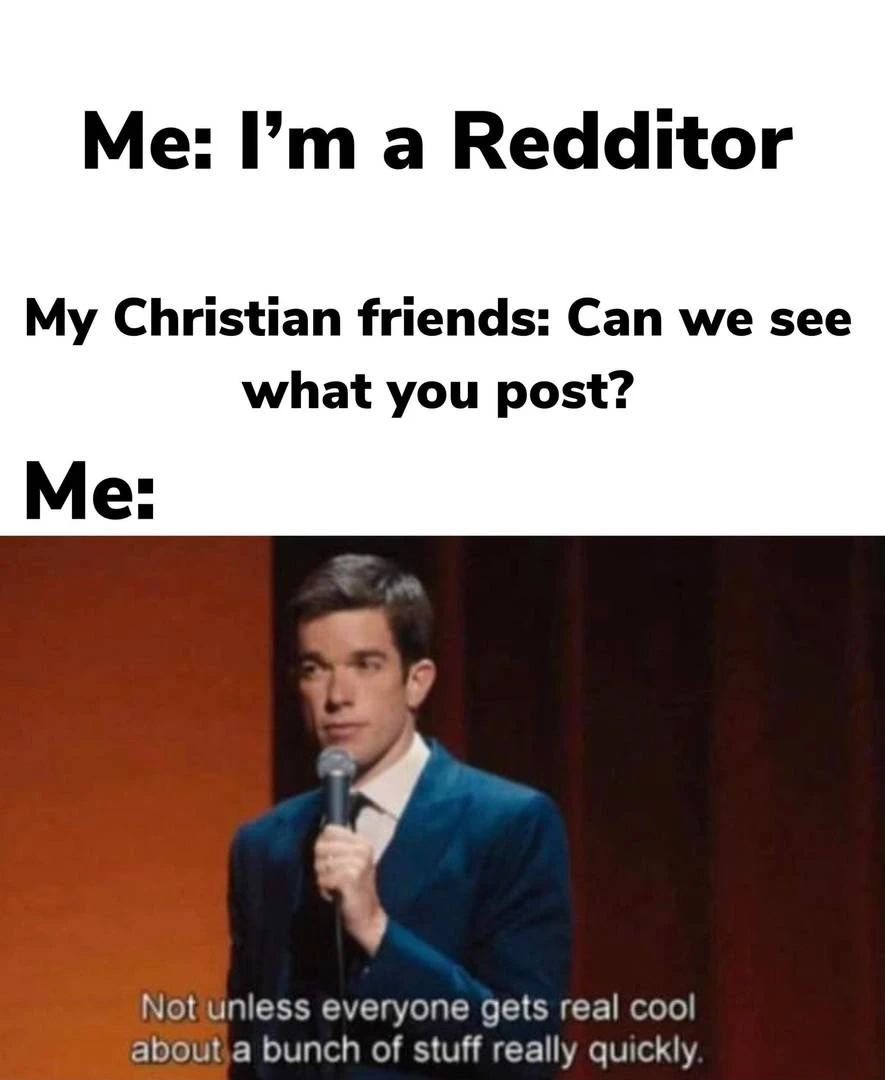 Me: I’m a Redditor
My Christian friends: Can we see
what you post?
Me:
Not unless everyone gets real cool
about a bunch of stuff really quickly.